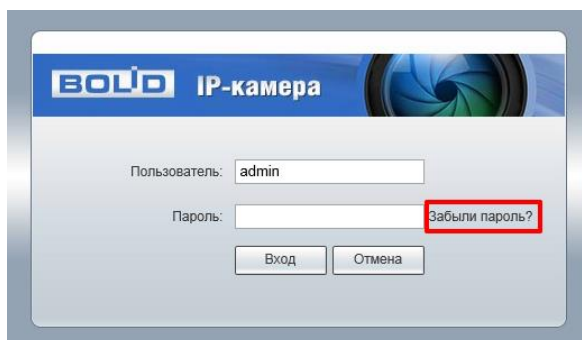 BOLID IP-камера
Пользователь: admin
Пароль: Забыли пароль?
Вход Отмена